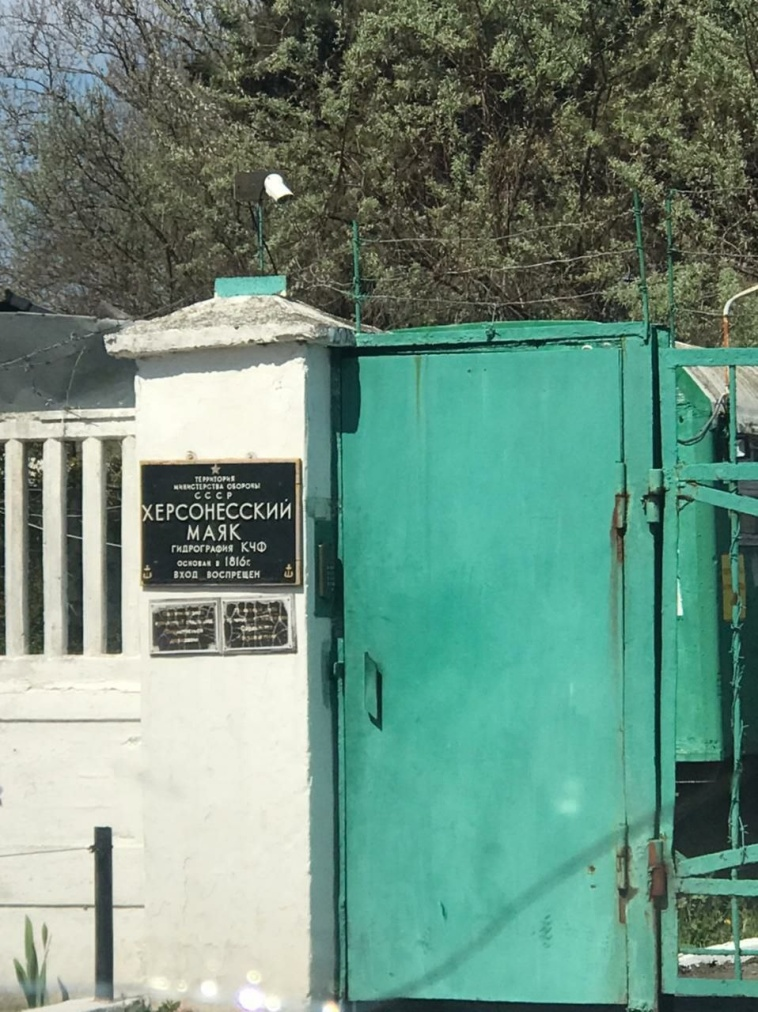 ТЕРРИТОРИЯ
МИНИСТЕРСТВА ОБОРОНЫ
СССР
ХЕРСОНЕССКИЙ
МАЯК
ГИДРОГРАФИЯ КЧФ
ОСНОВАН В 1816г.
ВХОД ВОСПРЕЩЕН